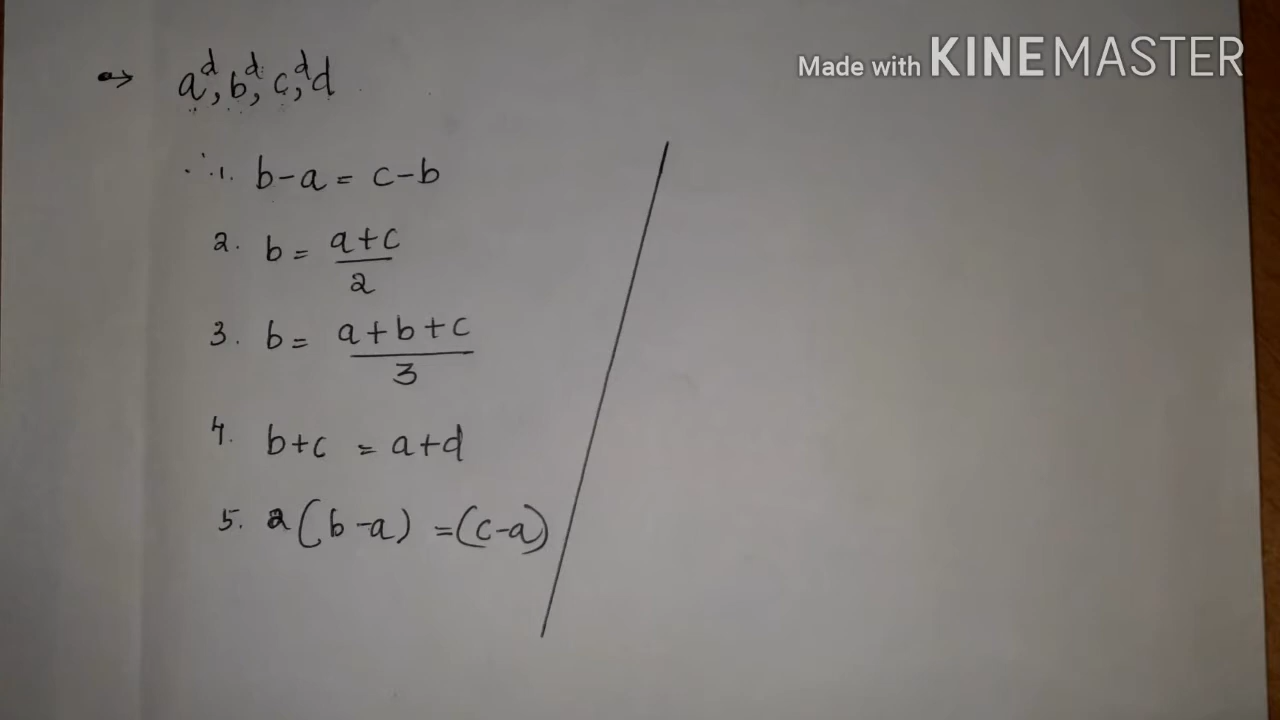 Made with KINEMASTER
⇒ a, b, c, d
d d d
∴ 1. b-a = c-b
2. b = a+c/2
3. b = a+b+c/3
4. b+c = a+d
5. 2(b-a) = (c-a)